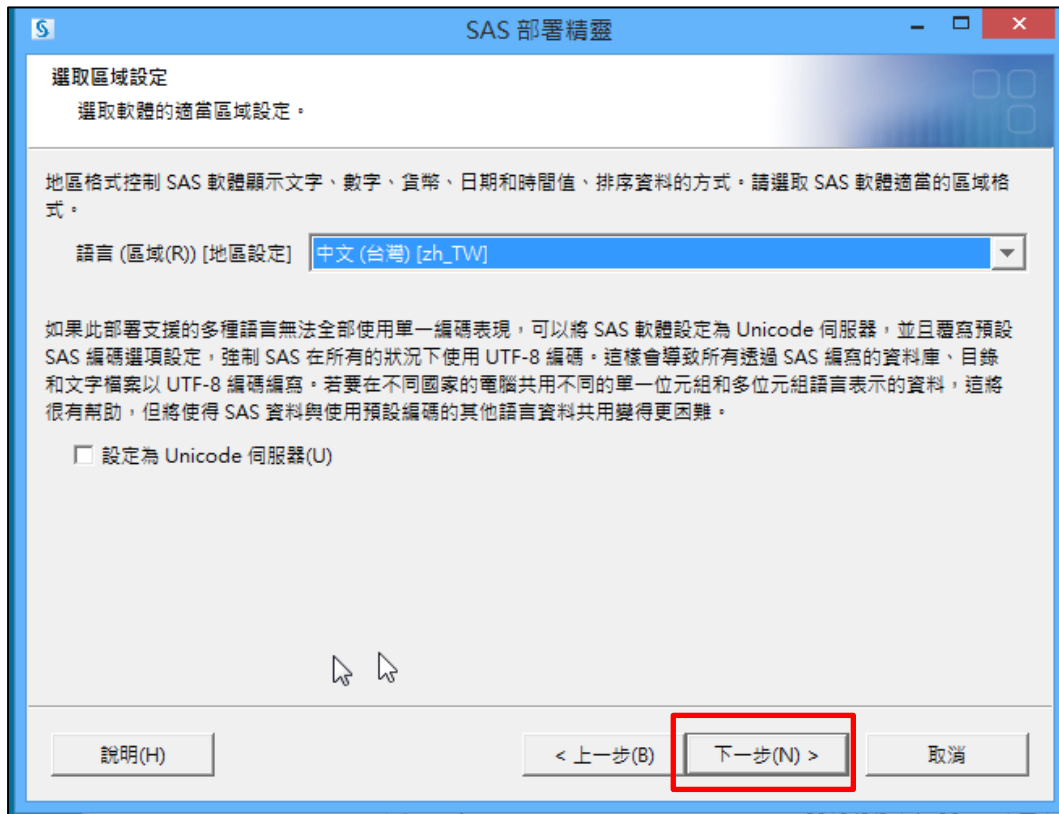 SAS 部署精靈
選取區域設定
選取軟體的適當區域設定。
地區格式控制 SAS 軟體顯示文字、數字、貨幣、日期和時間值、排序資料的方式。請選取 SAS 軟體適當的區域格
式。
語言 (區域(R)) [地區設定] 中文 (台灣) [zh_TW]
如果此部署支援的多種語言無法全部使用單一編碼表現，可以將 SAS 軟體設定為 Unicode 伺服器，並且覆寫預設
SAS 編碼選項設定，強制 SAS 在所有的狀況下使用 UTF-8 編碼。這樣會導致所有透過 SAS 編寫的資料庫、目錄
和文字檔案以 UTF-8 編碼編寫。若要在不同國家的電腦共用不同的單一位元組和多位元組語言表示的資料，這將
很有幫助，但將使得 SAS 資料與使用預設編碼的其他語言資料共用變得更困難。
設定為 Unicode 伺服器(U)
說明(H) < 上一步(B) 下一步(N) > 取消